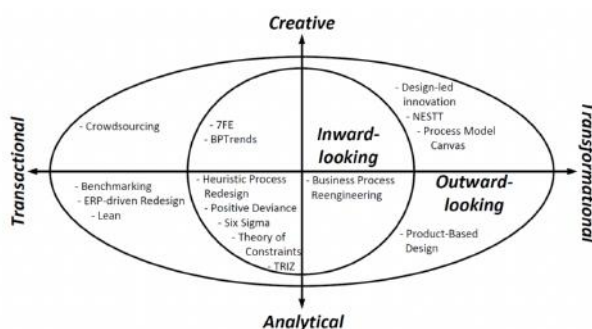 Creative
- Design-led
innovation
- NESTT
- Process Model
Canvas
- Crowdsourcing
- 7FE
- BPTrends
Inward-
looking
Transactional
Transformational
- Benchmarking
- ERP-driven Redesign
- Lean
- Heuristic Process
Redesign
- Positive Deviance
- Six Sigma
- Theory of
Constraints
- TRIZ
- Business Process
Reengineering
Outward-
looking
- Product-Based
Design
Analytical